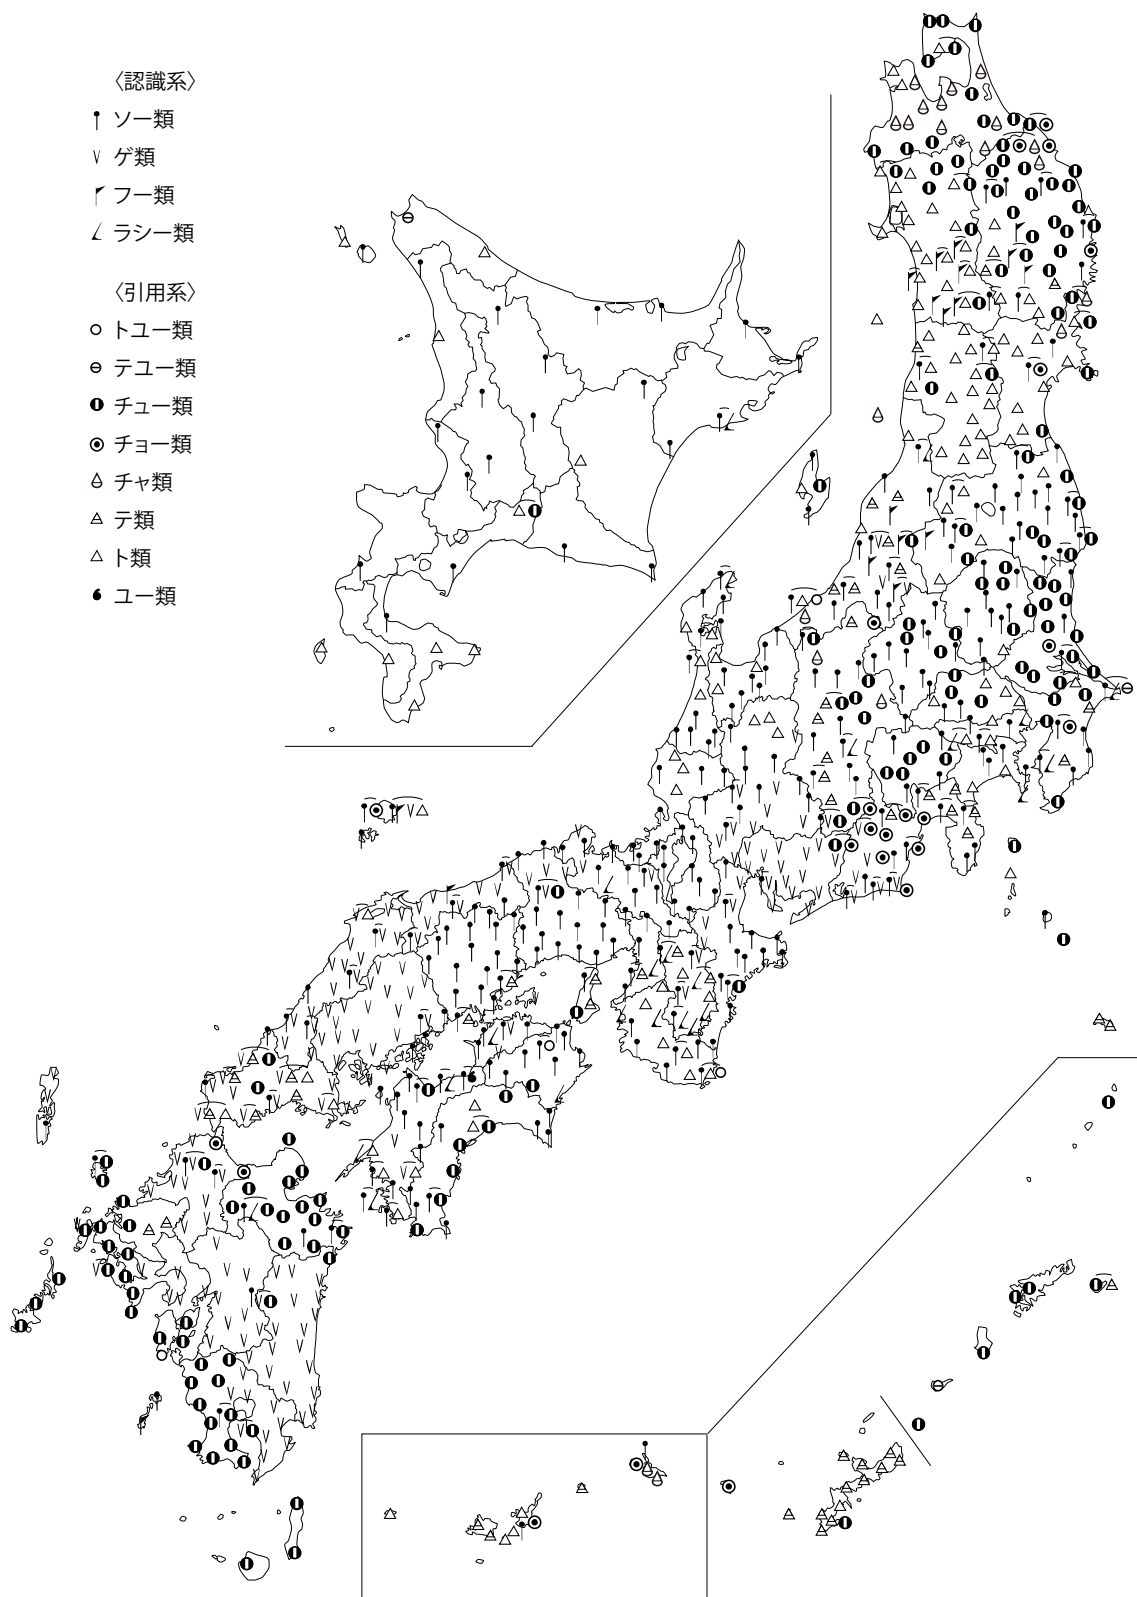 〈認識系〉
ソー類
ゲ類
フー類
ラシー類
〈引用系〉
トユー類
テユー類
チュー類
チョー類
チャ類
テ類
ト類
ユー類